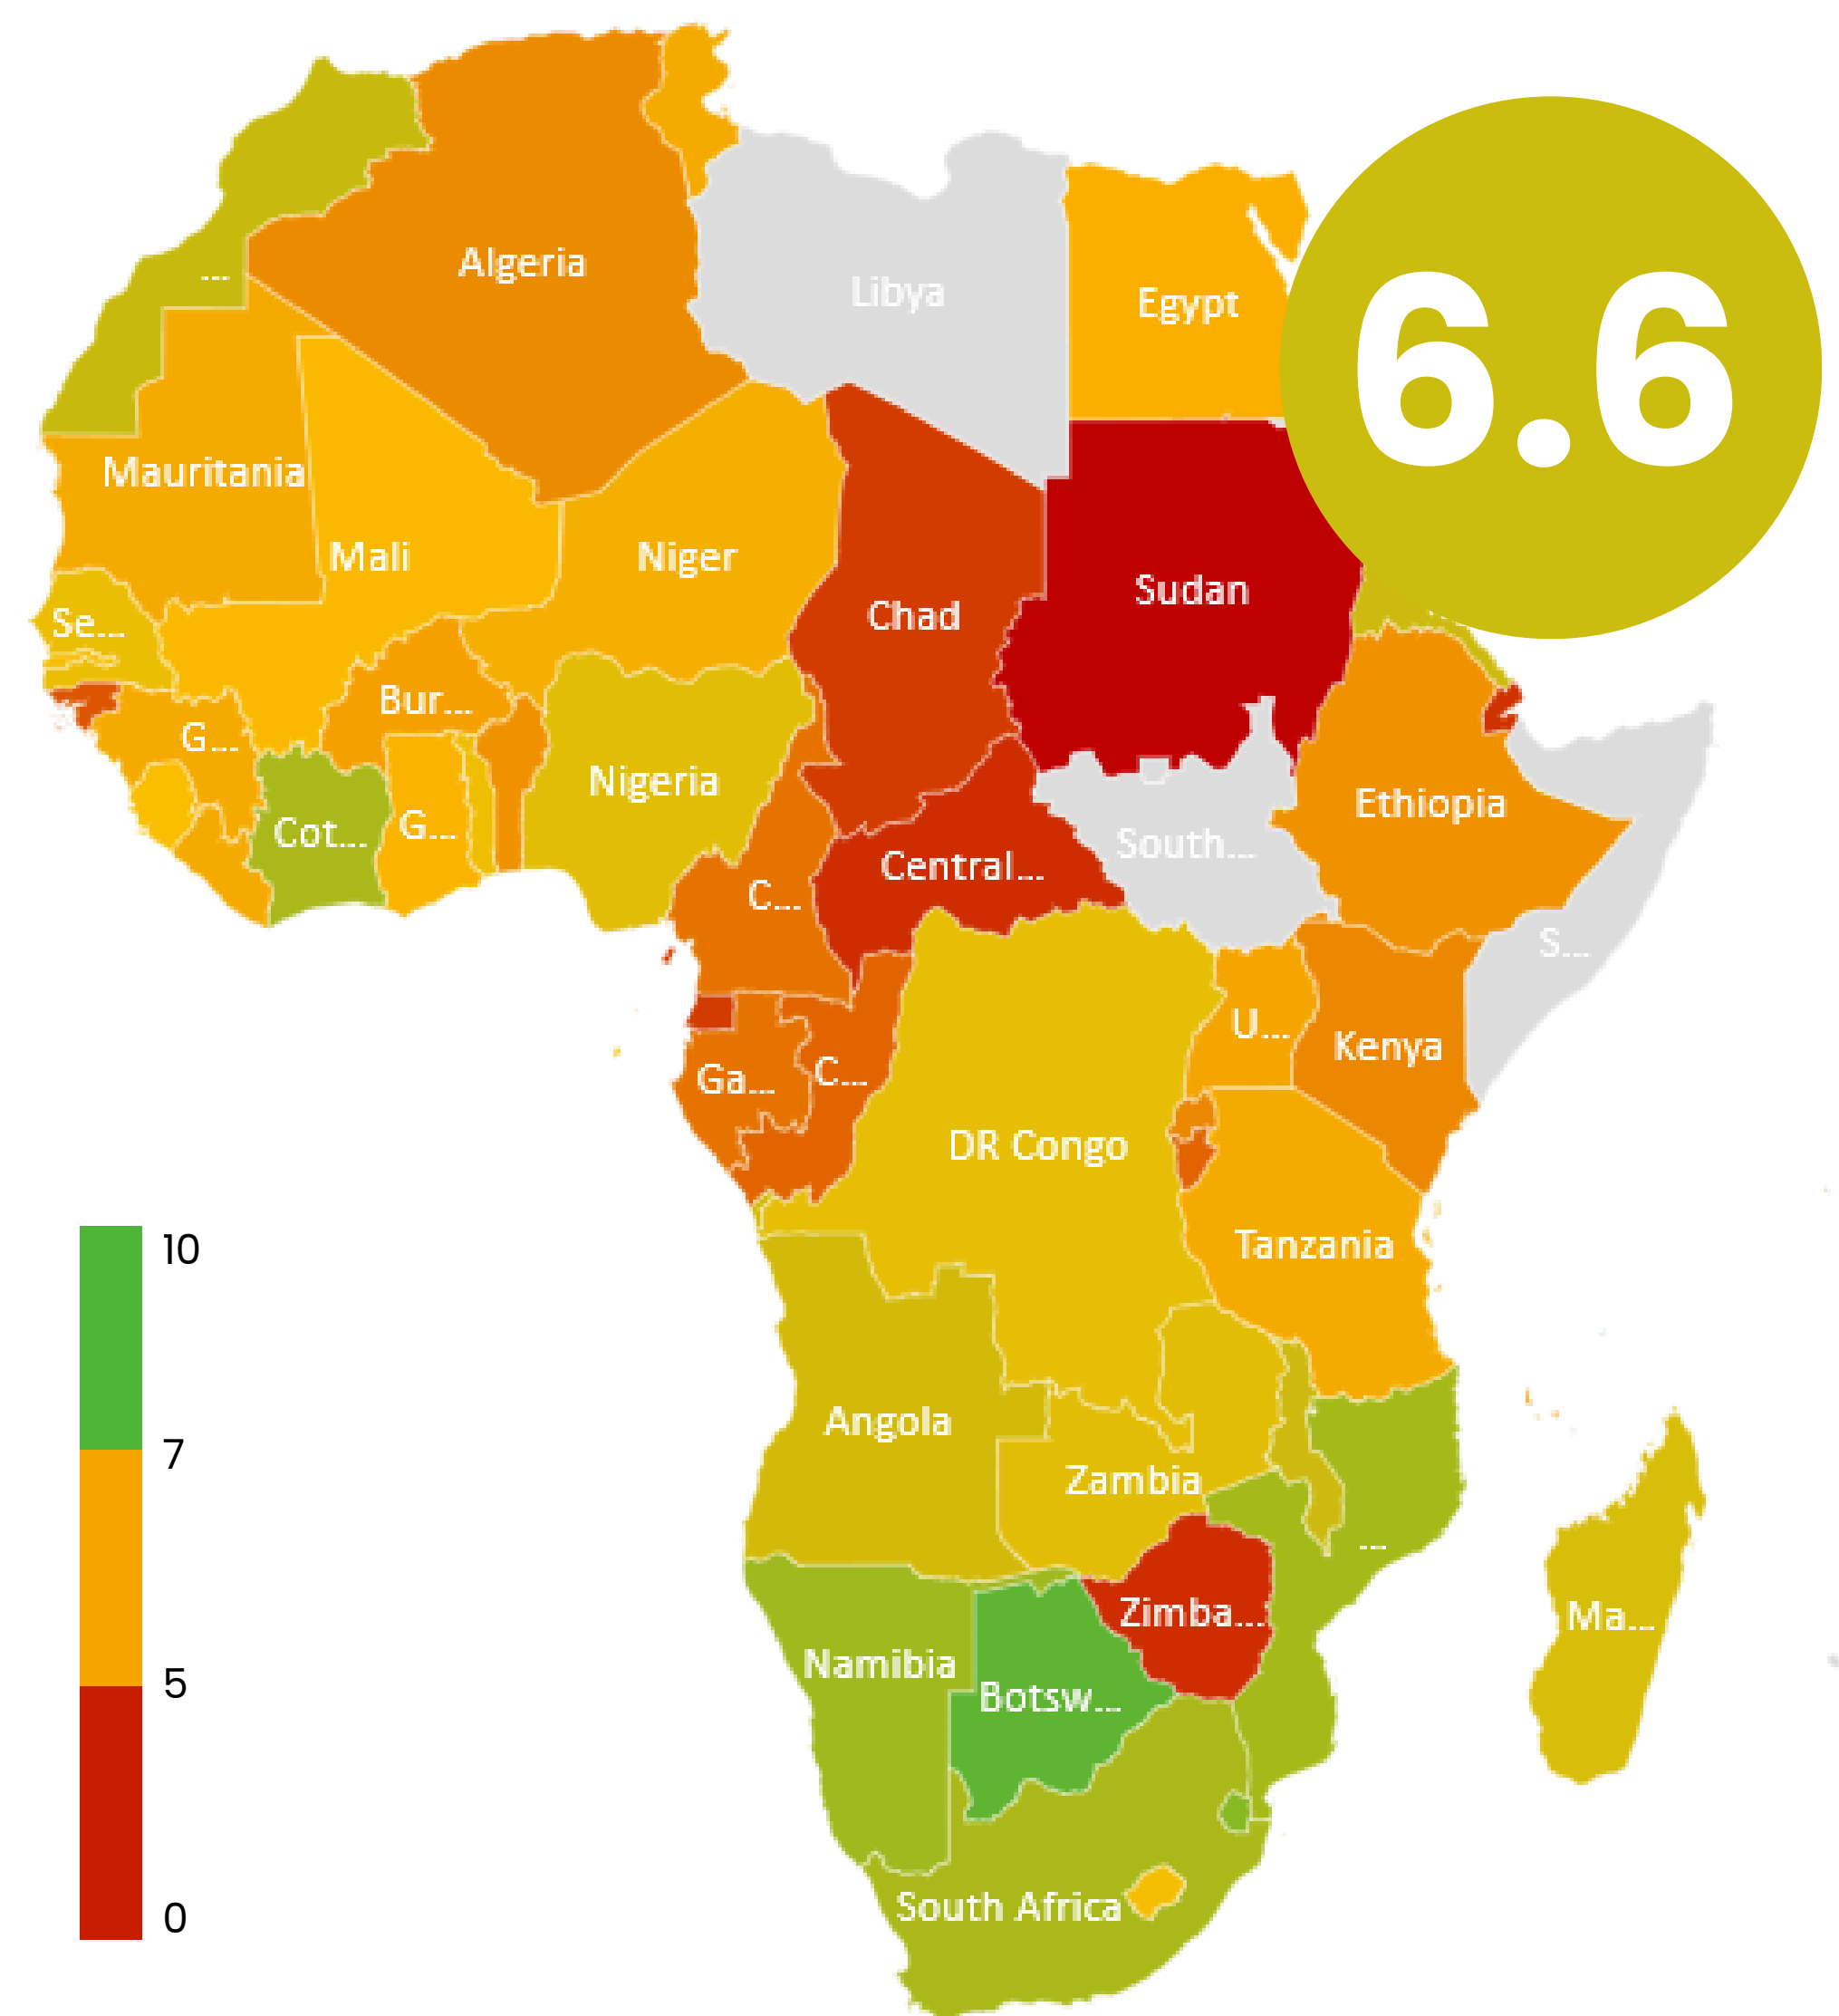 6.6
...
Algeria
Libya
Egypt
Mauritania
Mali
Niger
Chad
Sudan
Se...
Bur...
G...
Nigeria
Cot...
G...
Ethiopia
South...
Central...
C...
S...
U...
Kenya
Ga...
C...
DR Congo
Tanzania
10
7
5
0
Angola
Zambia
...
Zimba...
Ma...
Namibia
Botsw...
South Africa